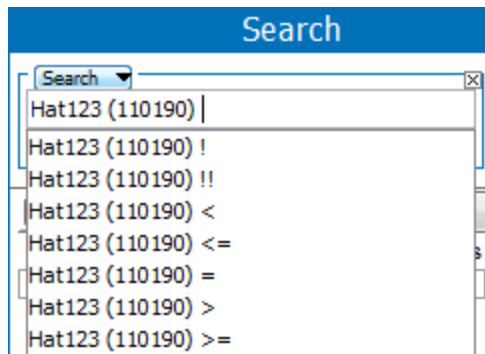 Search
Search
Hat123 (110190)
Hat123 (110190) !
Hat123 (110190) !!
Hat123 (110190) <
Hat123 (110190) <=
Hat123 (110190) =
Hat123 (110190) >
Hat123 (110190) >=